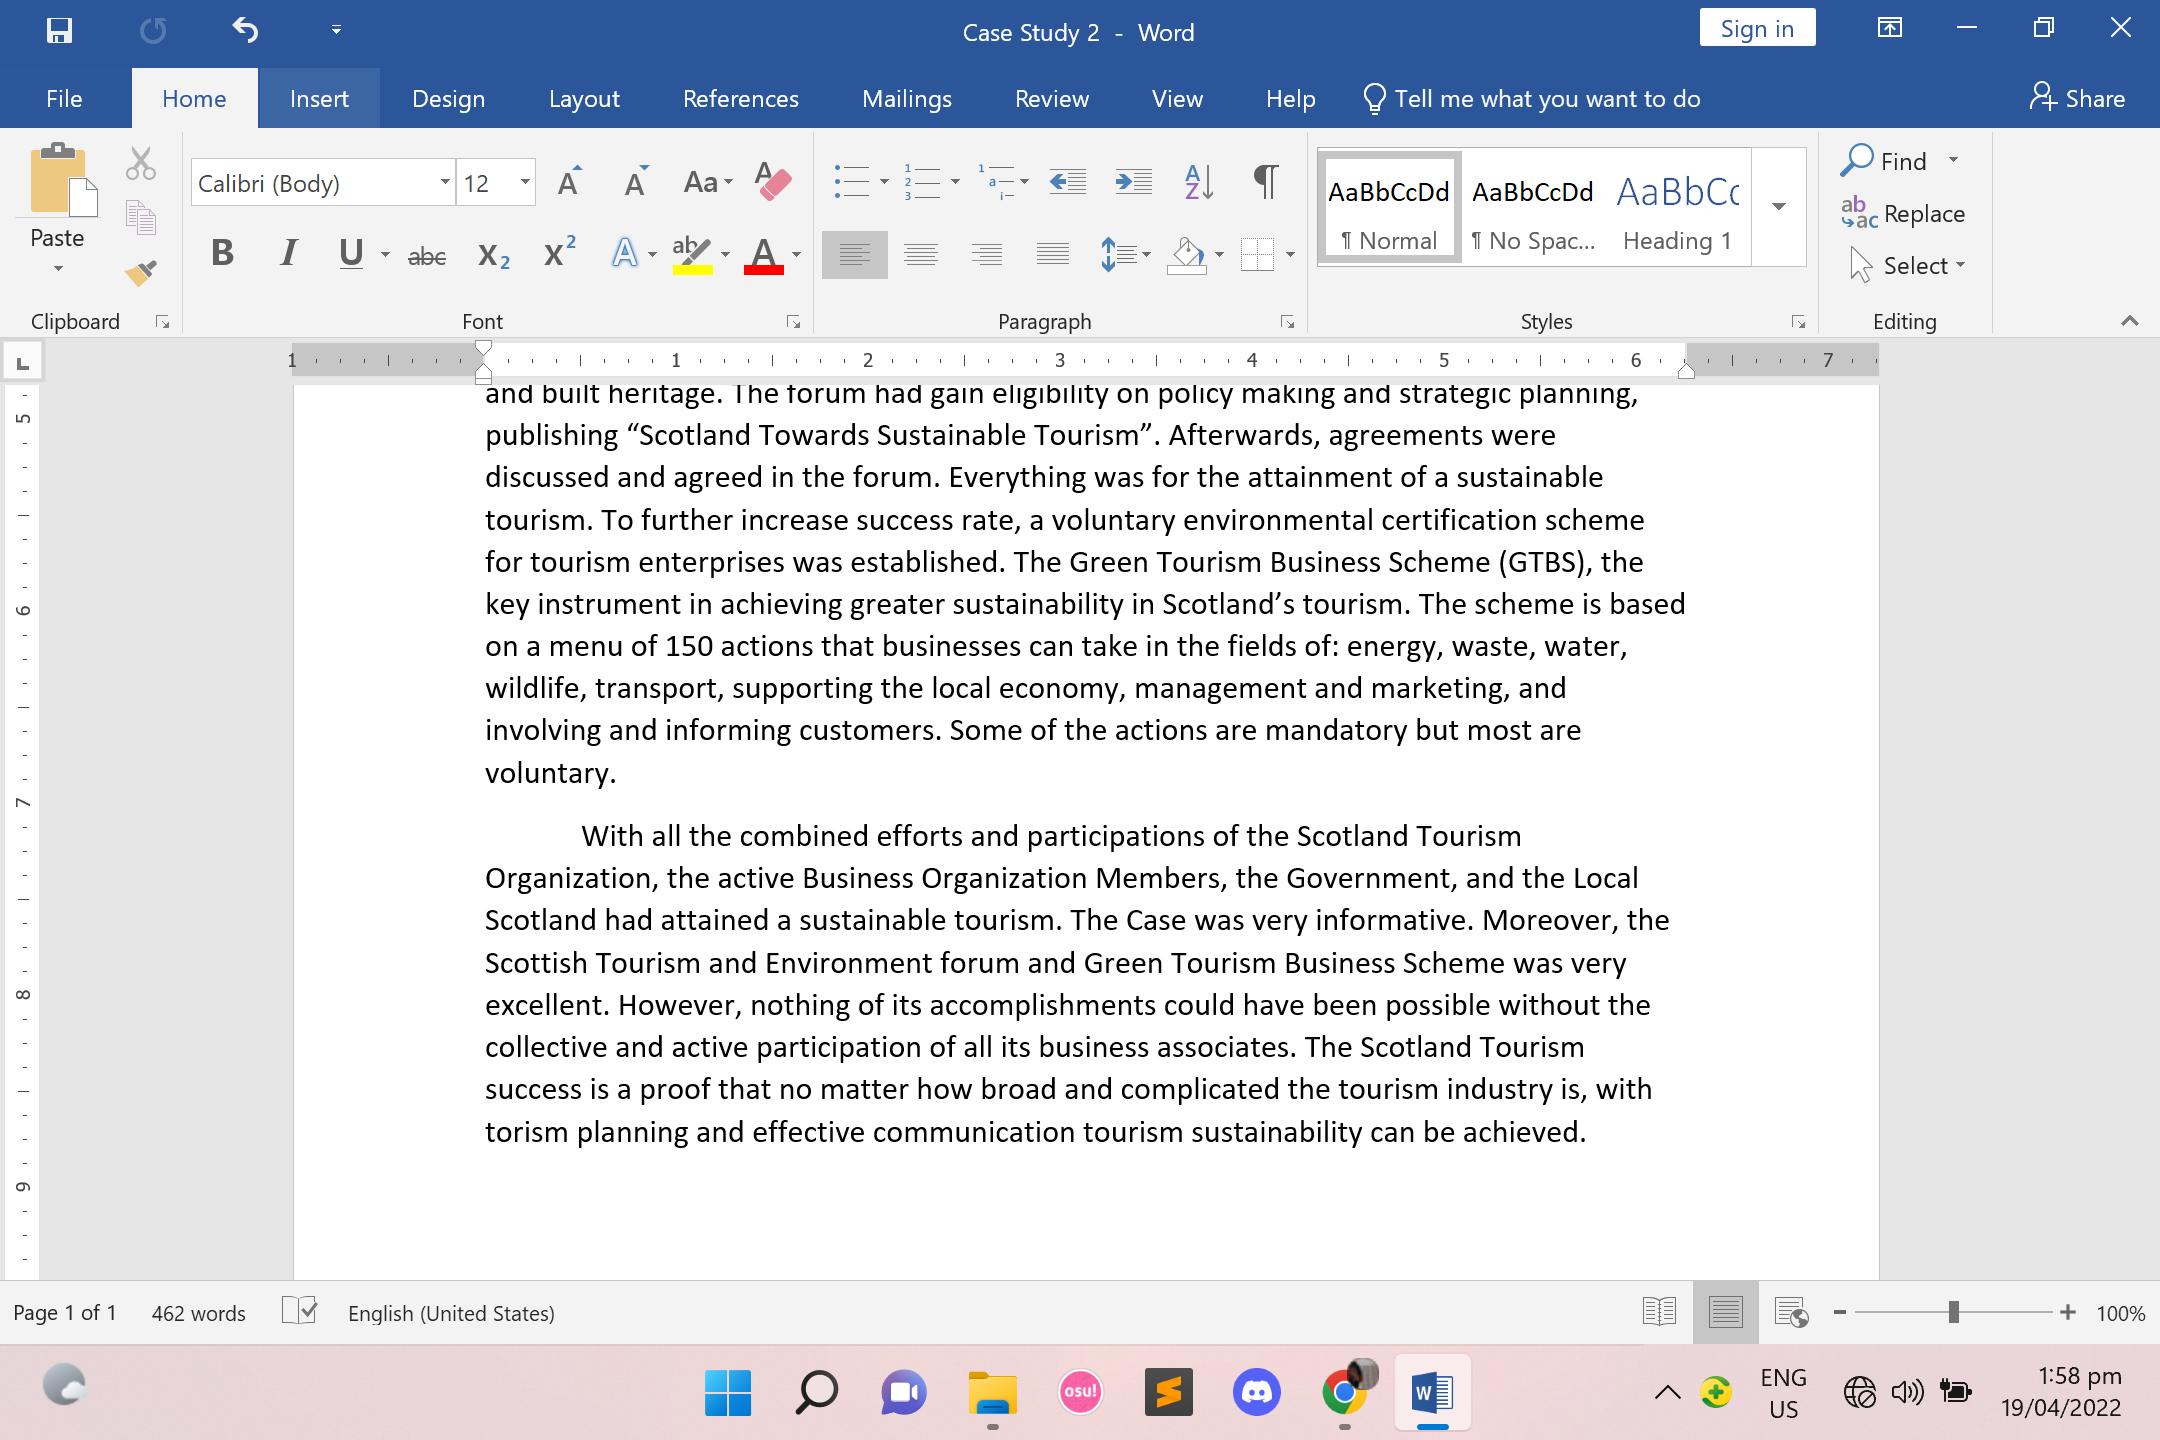 Case Study 2 - Word
Sign in
File Home Insert Design Layout References Mailings Review View Help Tell me what you want to do Share
Paste
Clipboard
Calibri (Body) 12
Aa
B I U abc X2 X2 A ab A
Font
Paragraph
AaBbCcDd AaBbCcDd AaBbCc
¶ Normal ¶ No Spac... Heading 1
Styles
Find
Replace
Select
Editing
1 1 2 3 4 5 6 7
5
6
7
8
9
and built heritage. The forum had gain eligibility on policy making and strategic planning,
publishing “Scotland Towards Sustainable Tourism”. Afterwards, agreements were
discussed and agreed in the forum. Everything was for the attainment of a sustainable
tourism. To further increase success rate, a voluntary environmental certification scheme
for tourism enterprises was established. The Green Tourism Business Scheme (GTBS), the
key instrument in achieving greater sustainability in Scotland’s tourism. The scheme is based
on a menu of 150 actions that businesses can take in the fields of: energy, waste, water,
wildlife, transport, supporting the local economy, management and marketing, and
involving and informing customers. Some of the actions are mandatory but most are
voluntary.
With all the combined efforts and participations of the Scotland Tourism
Organization, the active Business Organization Members, the Government, and the Local
Scotland had attained a sustainable tourism. The Case was very informative. Moreover, the
Scottish Tourism and Environment forum and Green Tourism Business Scheme was very
excellent. However, nothing of its accomplishments could have been possible without the
collective and active participation of all its business associates. The Scotland Tourism
success is a proof that no matter how broad and complicated the tourism industry is, with
torism planning and effective communication tourism sustainability can be achieved.
Page 1 of 1 462 words English (United States) 100%
osu!
W
ENG
US
1:58 pm
19/04/2022